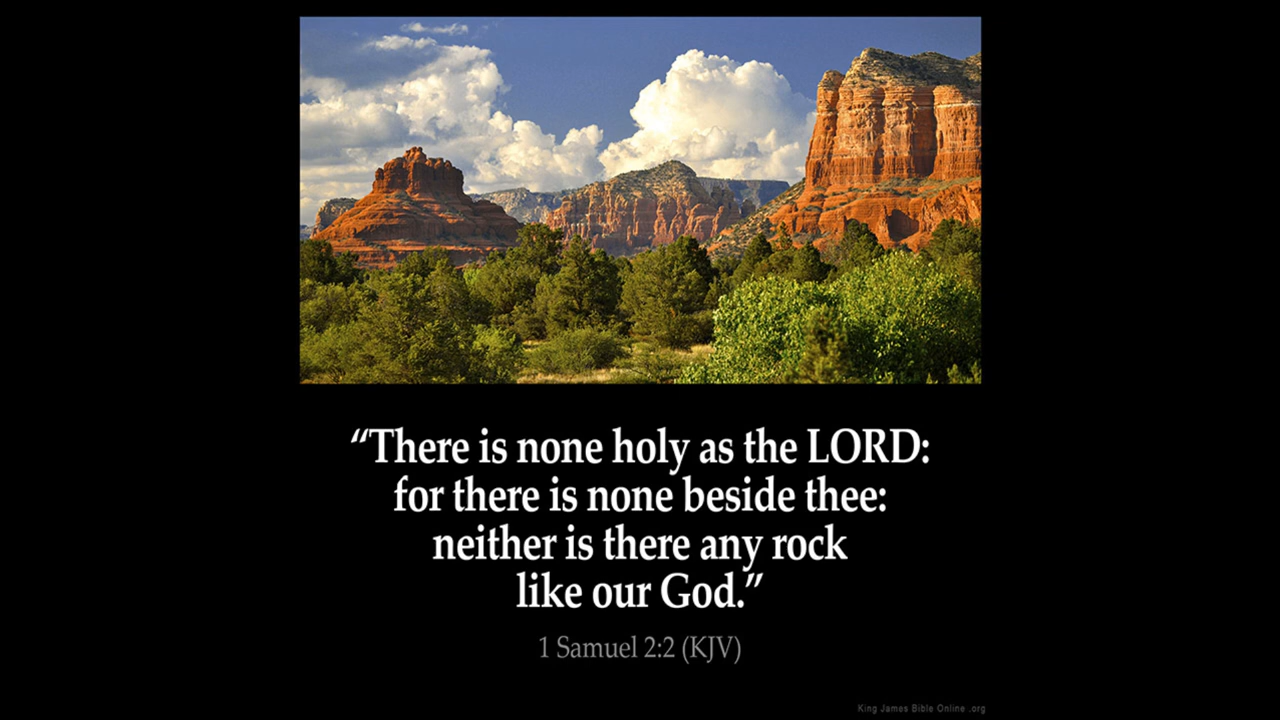 “There is none holy as the LORD:
for there is none beside thee:
neither is there any rock
like our God.”
1 Samuel 2:2 (KJV)
King James Bible Online .org